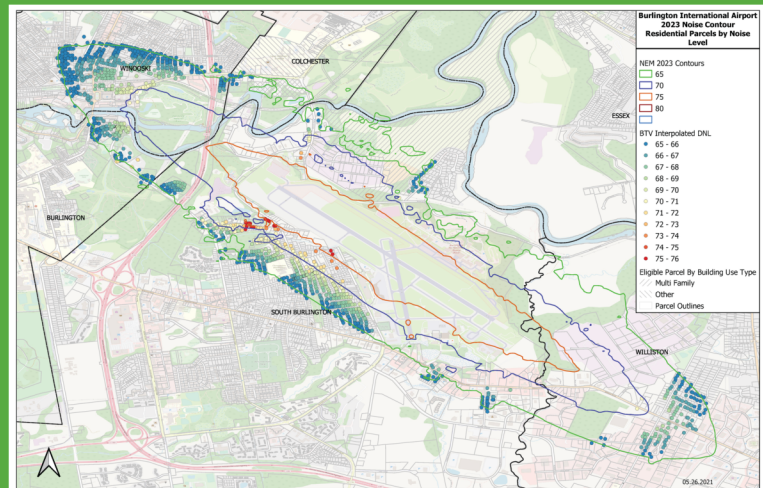 Burlington International Airport
2023 Noise Contour
Residential Parcels by Noise
Level
NEM 2023 Contours
65
70
75
80
BTV Interpolated DNL
65 - 66
66 - 67
67 - 68
68 - 69
69 - 70
70 - 71
71 - 72
72 - 73
73 - 74
74 - 75
75 - 76
Eligible Parcel By Building Use Type
Multi Family
Other
Parcel Outlines
COLCHESTER
WINOOSKI
ESSEX
BURLINGTON
SOUTH BURLINGTON
WILLISTON
05.26.2021